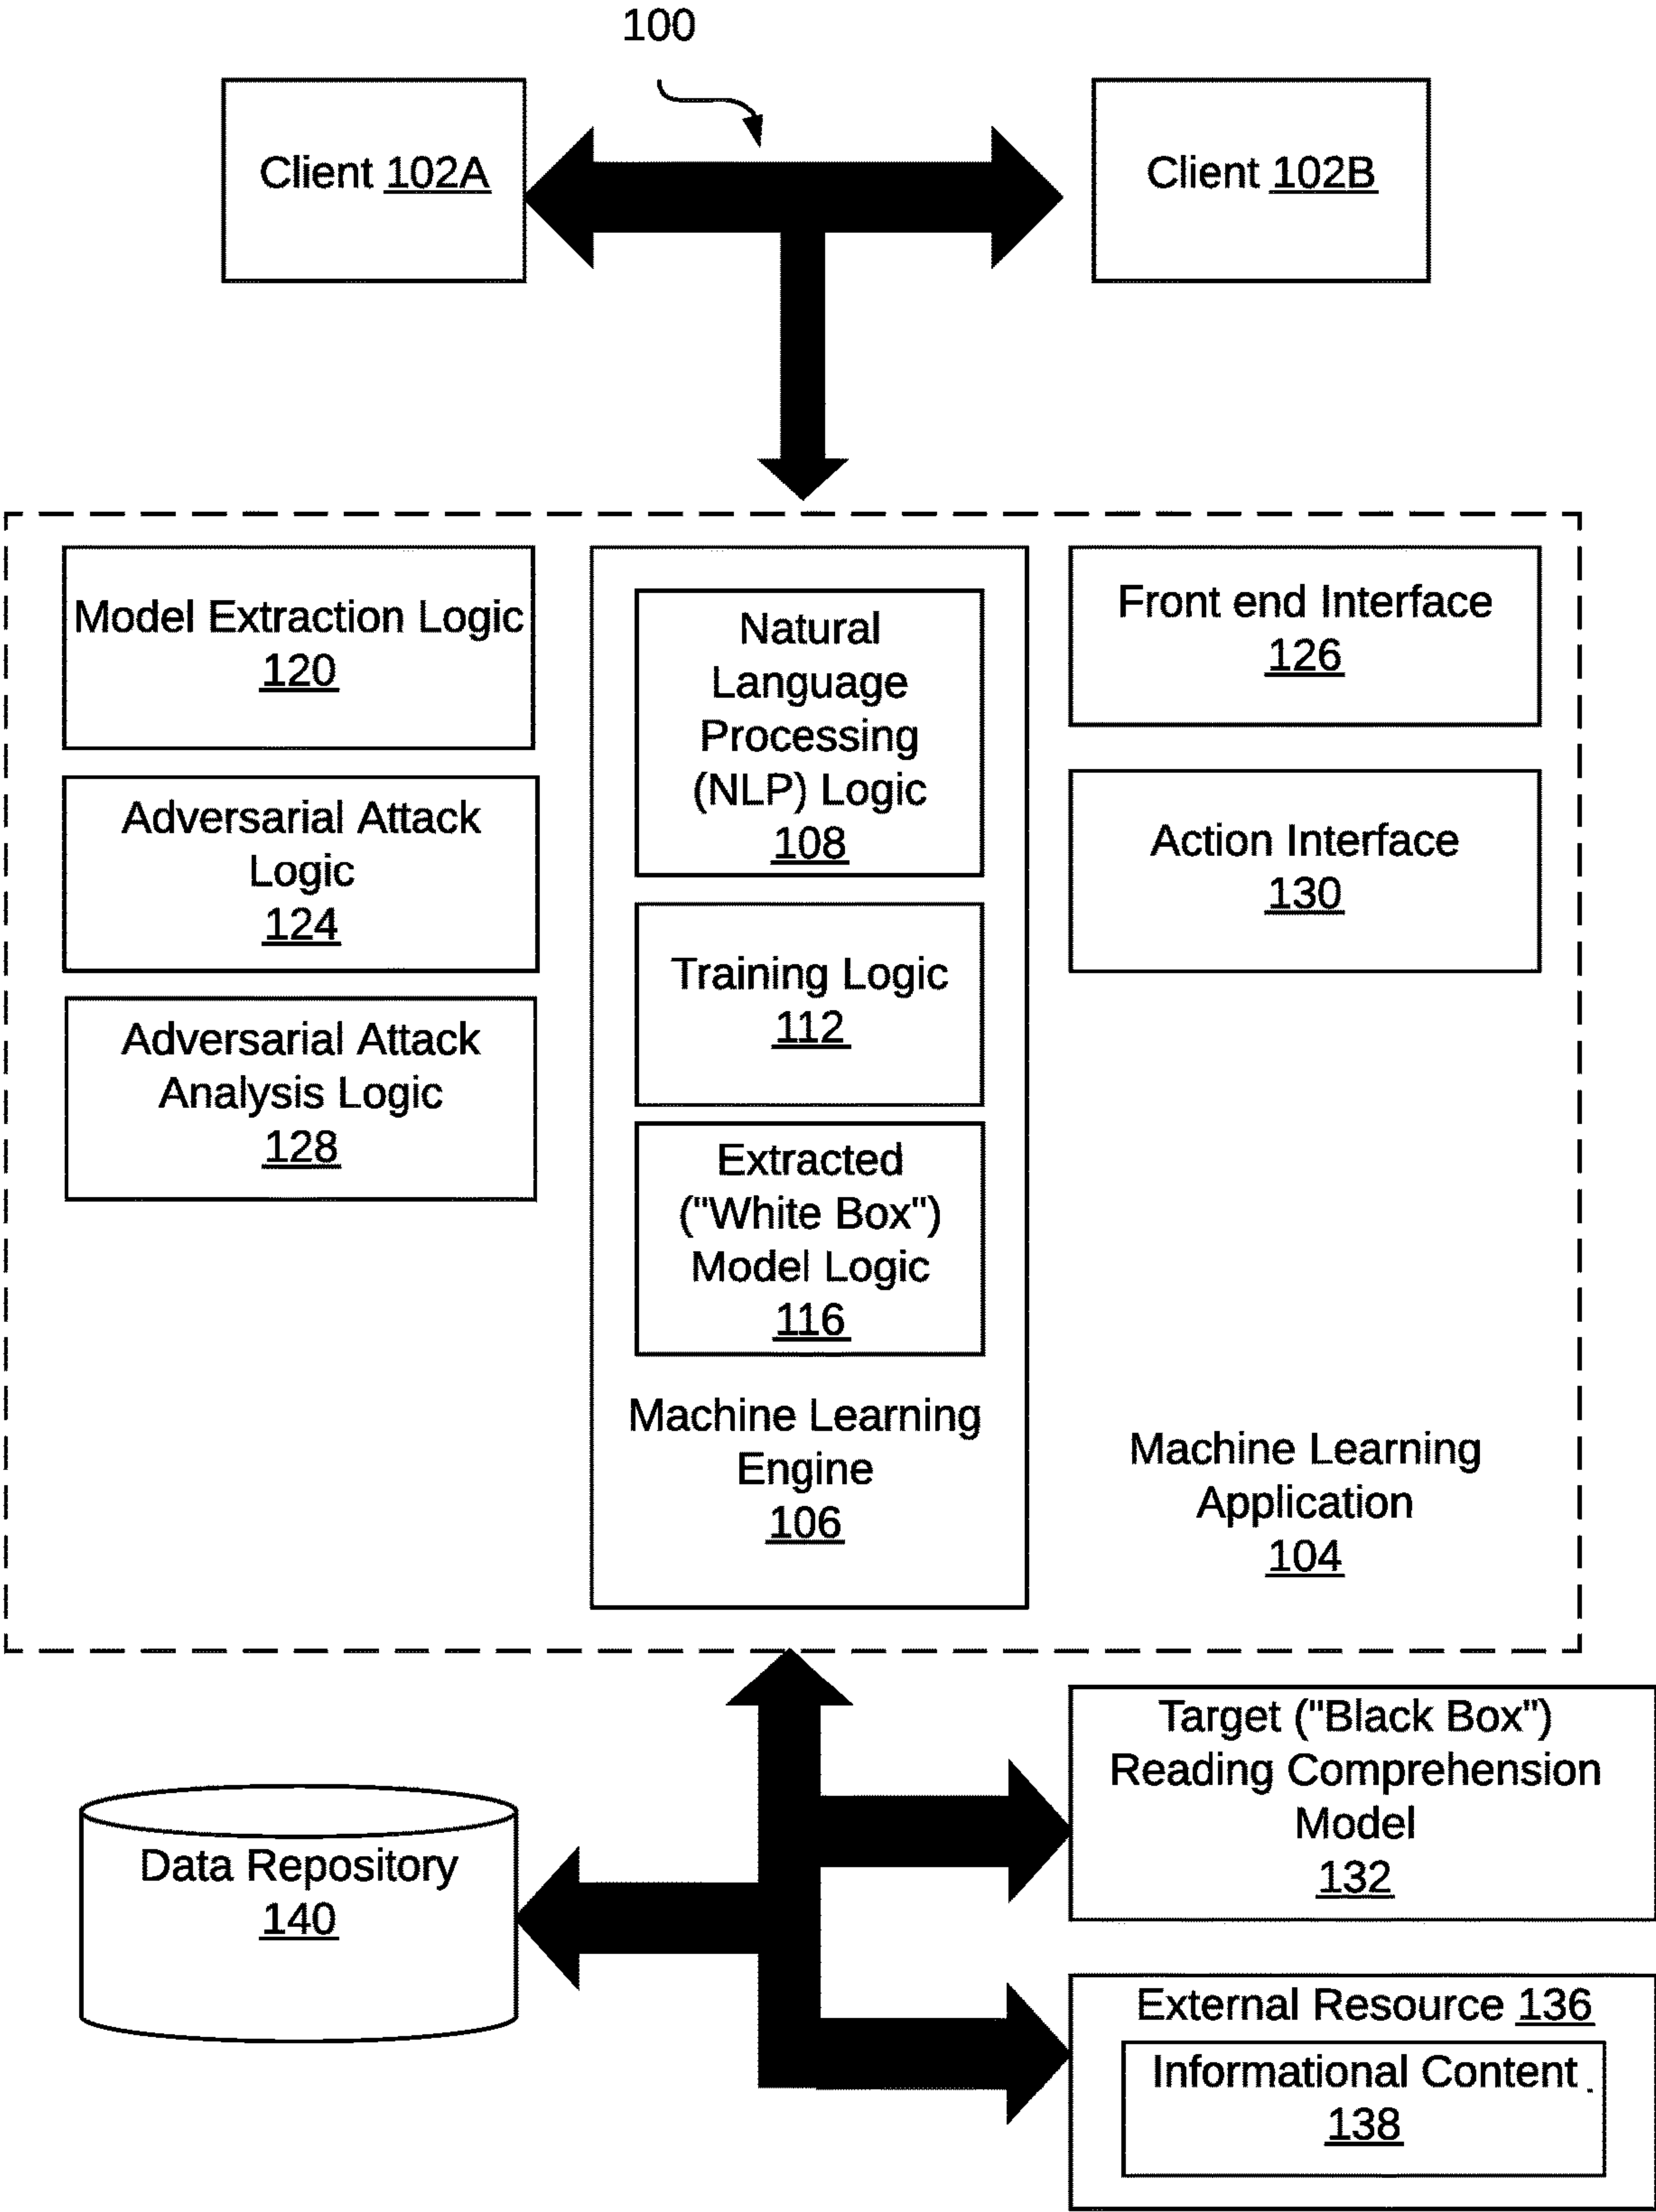 100
Client 102A
Client 102B
Model Extraction Logic
120
Adversarial Attack
Logic
124
Adversarial Attack
Analysis Logic
128
Natural
Language
Processing
(NLP) Logic
108
Training Logic
112
Extracted
("White Box")
Model Logic
116
Machine Learning
Engine
106
Front end Interface
126
Action Interface
130
Machine Learning
Application
104
Data Repository
140
Target ("Black Box")
Reading Comprehension
Model
132
External Resource 136
Informational Content
138